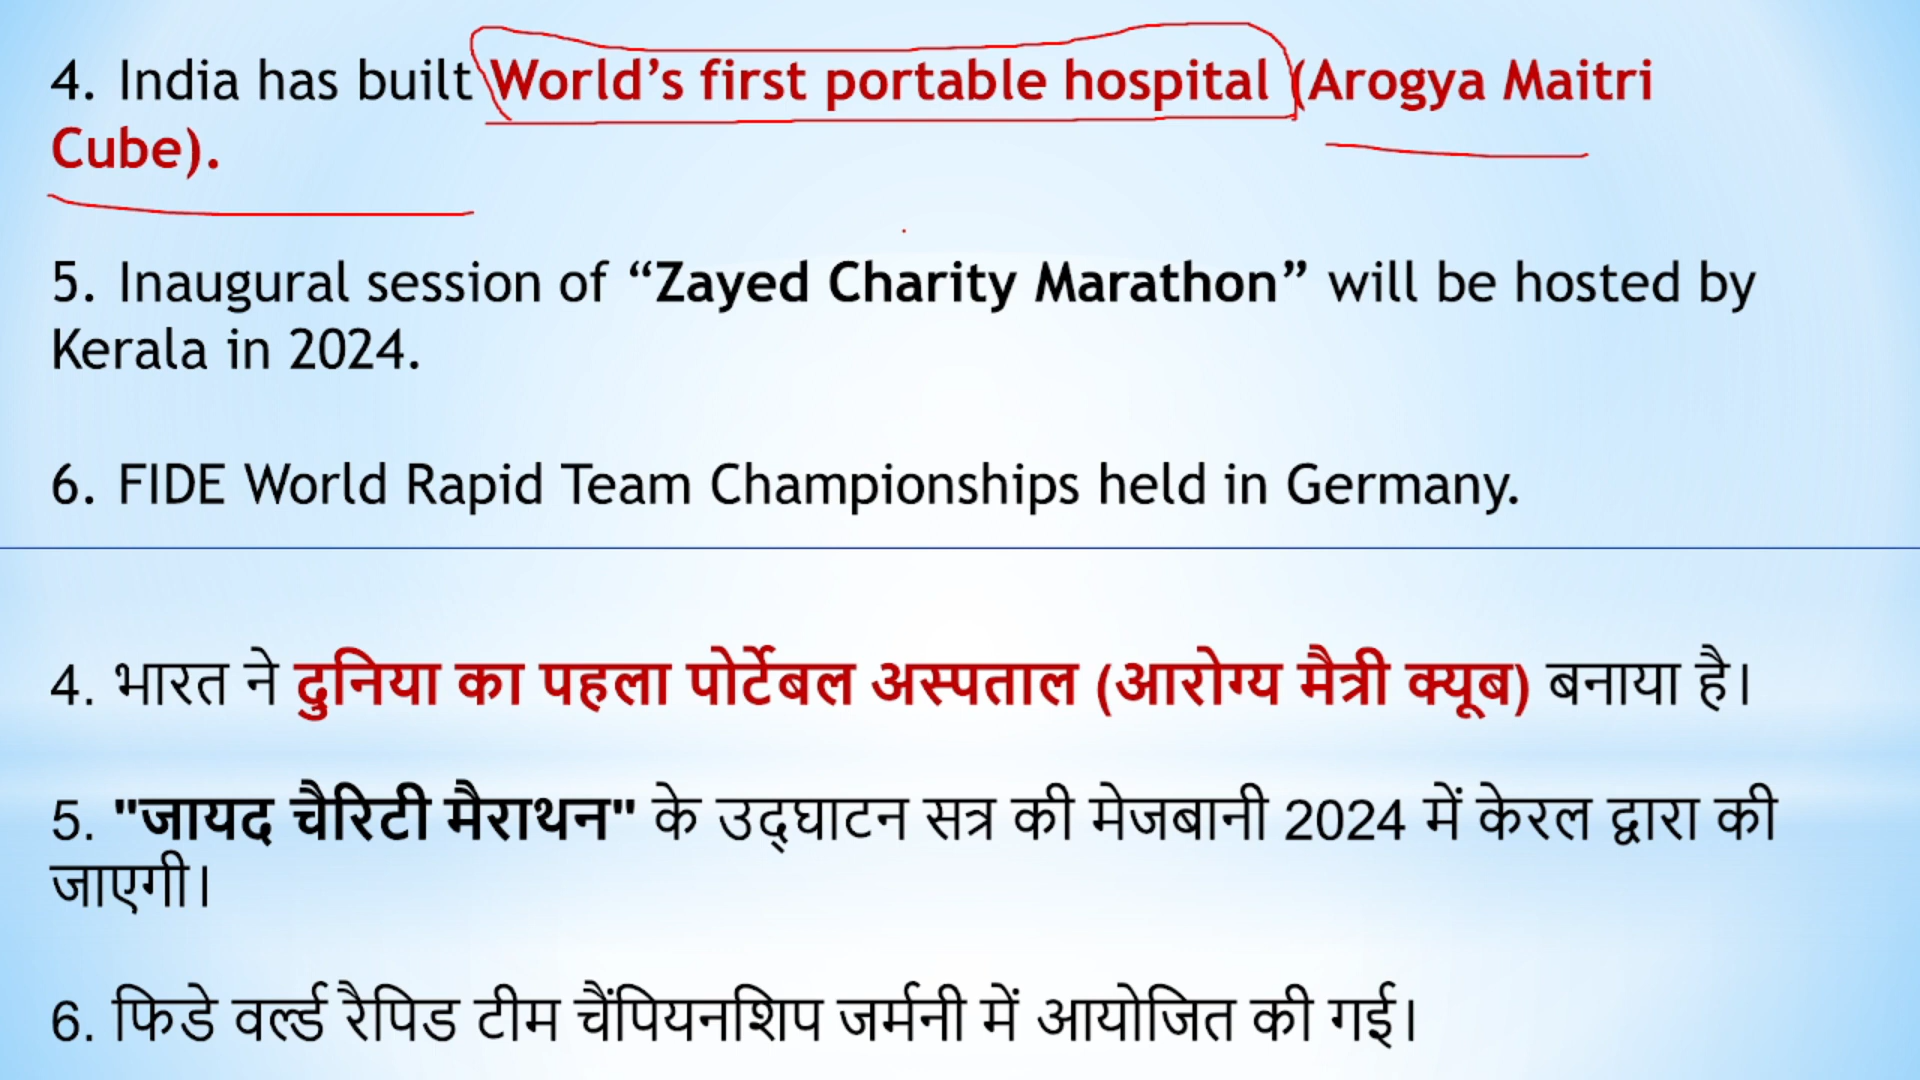 4. India has built World’s first portable hospital (Arogya Maitri
Cube).
5. Inaugural session of “Zayed Charity Marathon” will be hosted by
Kerala in 2024.
6. FIDE World Rapid Team Championships held in Germany.
4. भारत ने दुनिया का पहला पोर्टेबल अस्पताल (आरोग्य मैत्री क्यूब) बनाया है।
5. "जायद चैरिटी मैराथन" के उद्घाटन सत्र की मेजबानी 2024 में केरल द्वारा की
जाएगी।
6. फिडे वर्ल्ड रैपिड टीम चैंपियनशिप जर्मनी में आयोजित की गई।